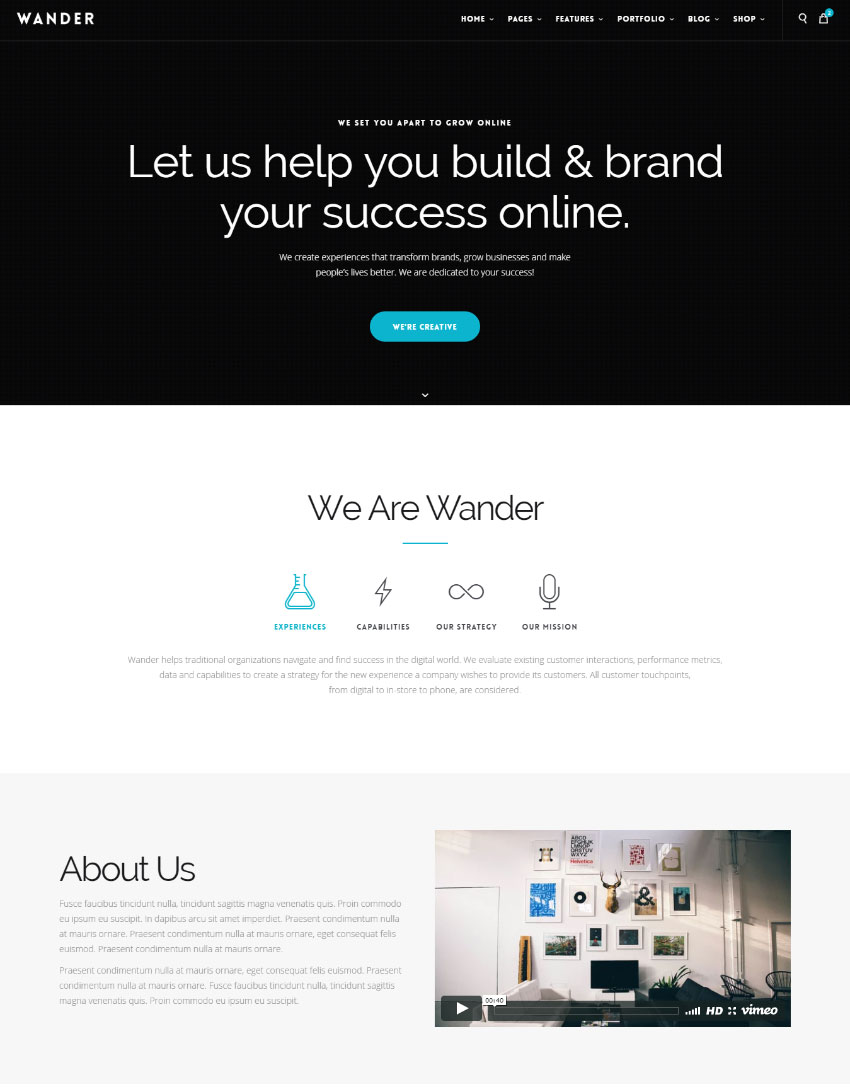 WANDER
HOME PAGES FEATURES PORTFOLIO BLOG SHOP
2
WE SET YOU APART TO GROW ONLINE
Let us help you build & brand
your success online.
We create experiences that transform brands, grow businesses and make
people's lives better. We are dedicated to your success!
WE'RE CREATIVE
We Are Wander
EXPERIENCES CAPABILITIES OUR STRATEGY OUR MISSION
Wander helps traditional organizations navigate and find success in the digital world. We evaluate existing customer interactions, performance metrics,
data and capabilities to create a strategy for the new experience a company wishes to provide its customers. All customer touchpoints,
from digital to in-store to phone, are considered.
About Us
Fusce faucibus tincidunt nulla, tincidunt sagittis magna venenatis quis. Proin commodo
eu ipsum eu suscipit. In dapibus arcu sit amet imperdiet. Praesent condimentum nulla
at mauris ornare. Praesent condimentum nulla at mauris ornare, eget consequat felis
euismod. Praesent condimentum nulla at mauris ornare.
Praesent condimentum nulla at mauris ornare, eget consequat felis euismod. Praesent
condimentum nulla at mauris ornare. Fusce faucibus tincidunt nulla, tincidunt sagittis
magna venenatis quis. Proin commodo eu ipsum eu suscipit.
ABCD
EFGHIJK
LMNOP
QRSTUV
WXYZ
Helvetica
&
00:40
HD vimeo